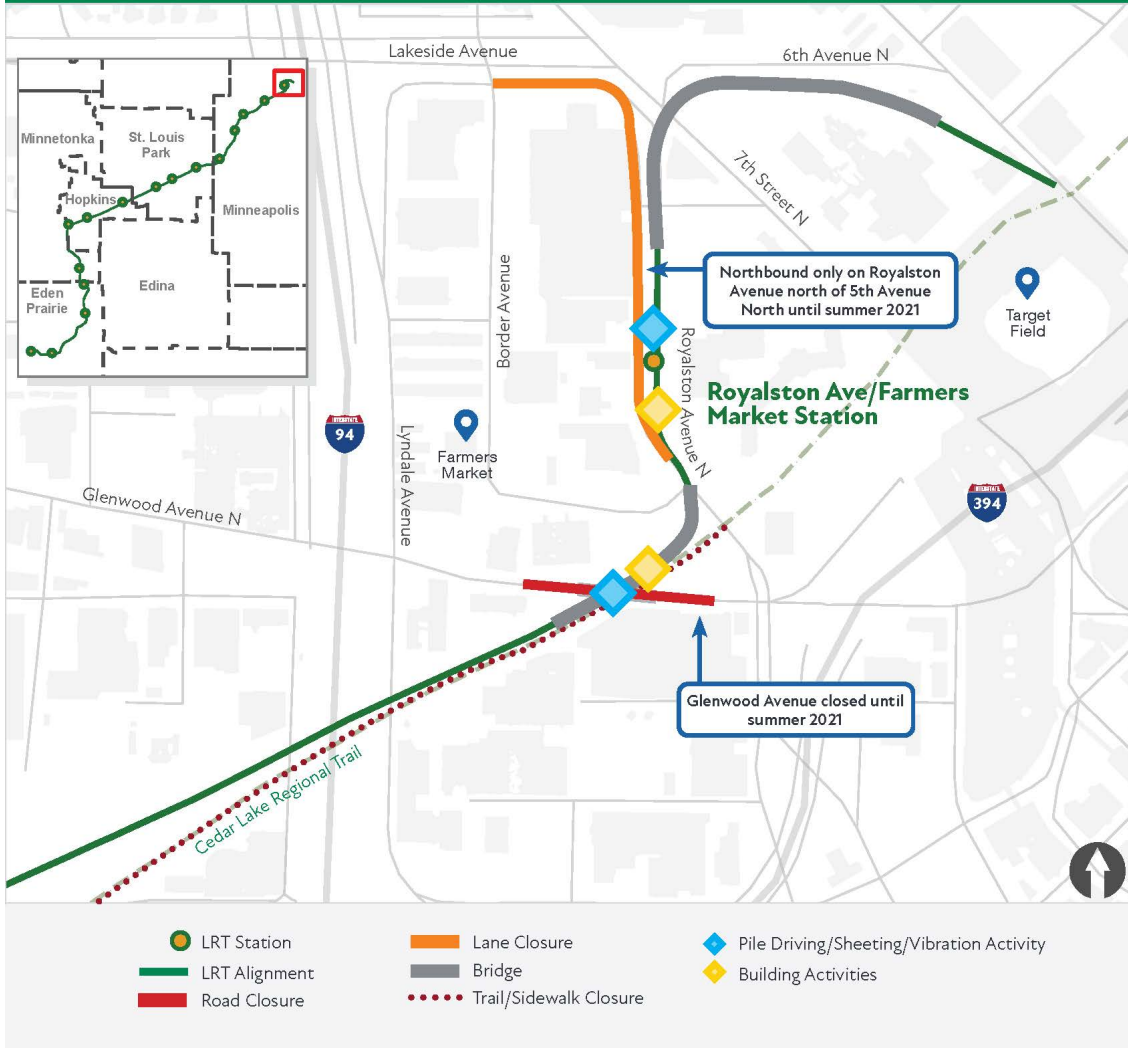 Lakeside Avenue
6th Avenue N
Minnetonka
St. Louis
Park
Hopkins
Minneapolis
Eden
Prairie
Edina
7th Street N
Border Avenue
Northbound only on Royalston
Avenue north of 5th Avenue
North until summer 2021
Target
Field
Royalston Avenue N
Royalston Ave/Farmers
Market Station
INTERSTATE
94
Lyndale Avenue
Farmers
Market
Glenwood Avenue N
INTERSTATE
394
Glenwood Avenue closed until
summer 2021
Cedar Lake Regional Trail
LRT Station
LRT Alignment
Road Closure
Lane Closure
Bridge
Trail/Sidewalk Closure
Pile Driving/Sheeting/Vibration Activity
Building Activities